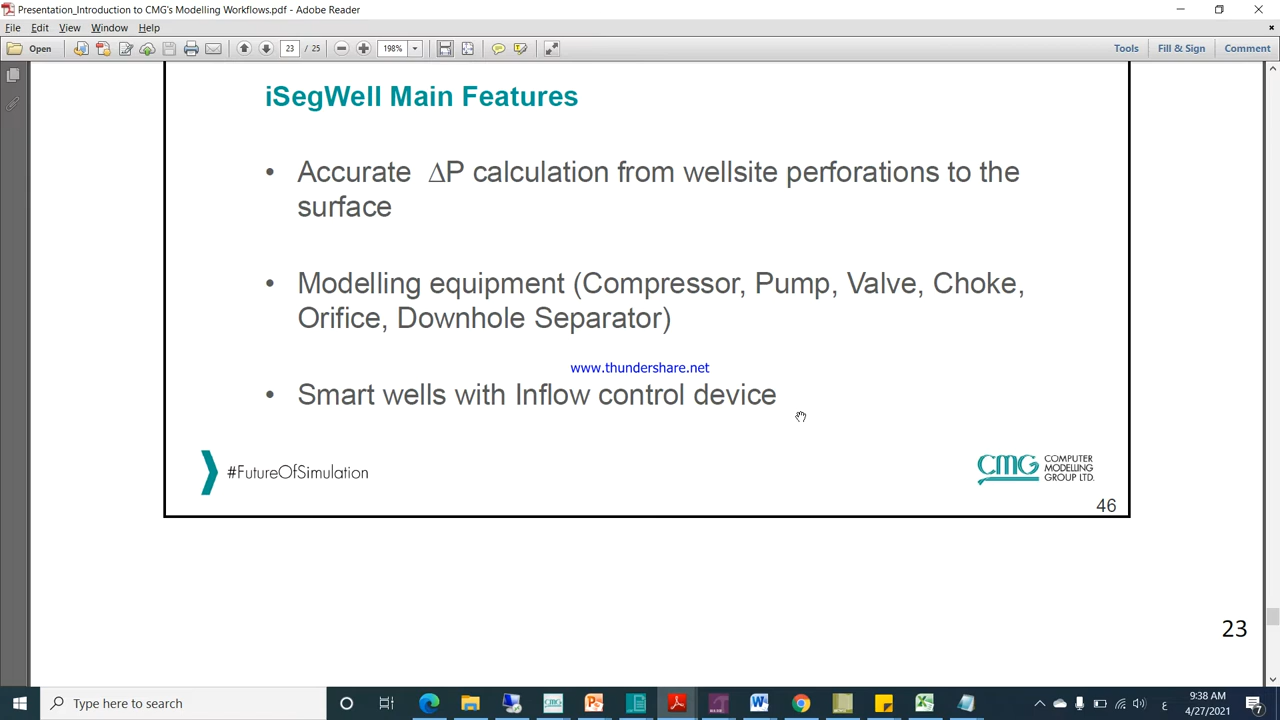 Presentation_Introduction to CMG's Modelling Workflows.pdf - Adobe Reader
File Edit View Window Help
Open 23 / 25 198% Tools Fill & Sign Comment
iSegWell Main Features
• Accurate ΔP calculation from wellsite perforations to the
surface
• Modelling equipment (Compressor, Pump, Valve, Choke,
Orifice, Downhole Separator)
www.thundershare.net
• Smart wells with Inflow control device
#FutureOfSimulation
CMG COMPUTER
MODELLING
GROUP LTD.
46
23
Type here to search
9:38 AM
4/27/2021